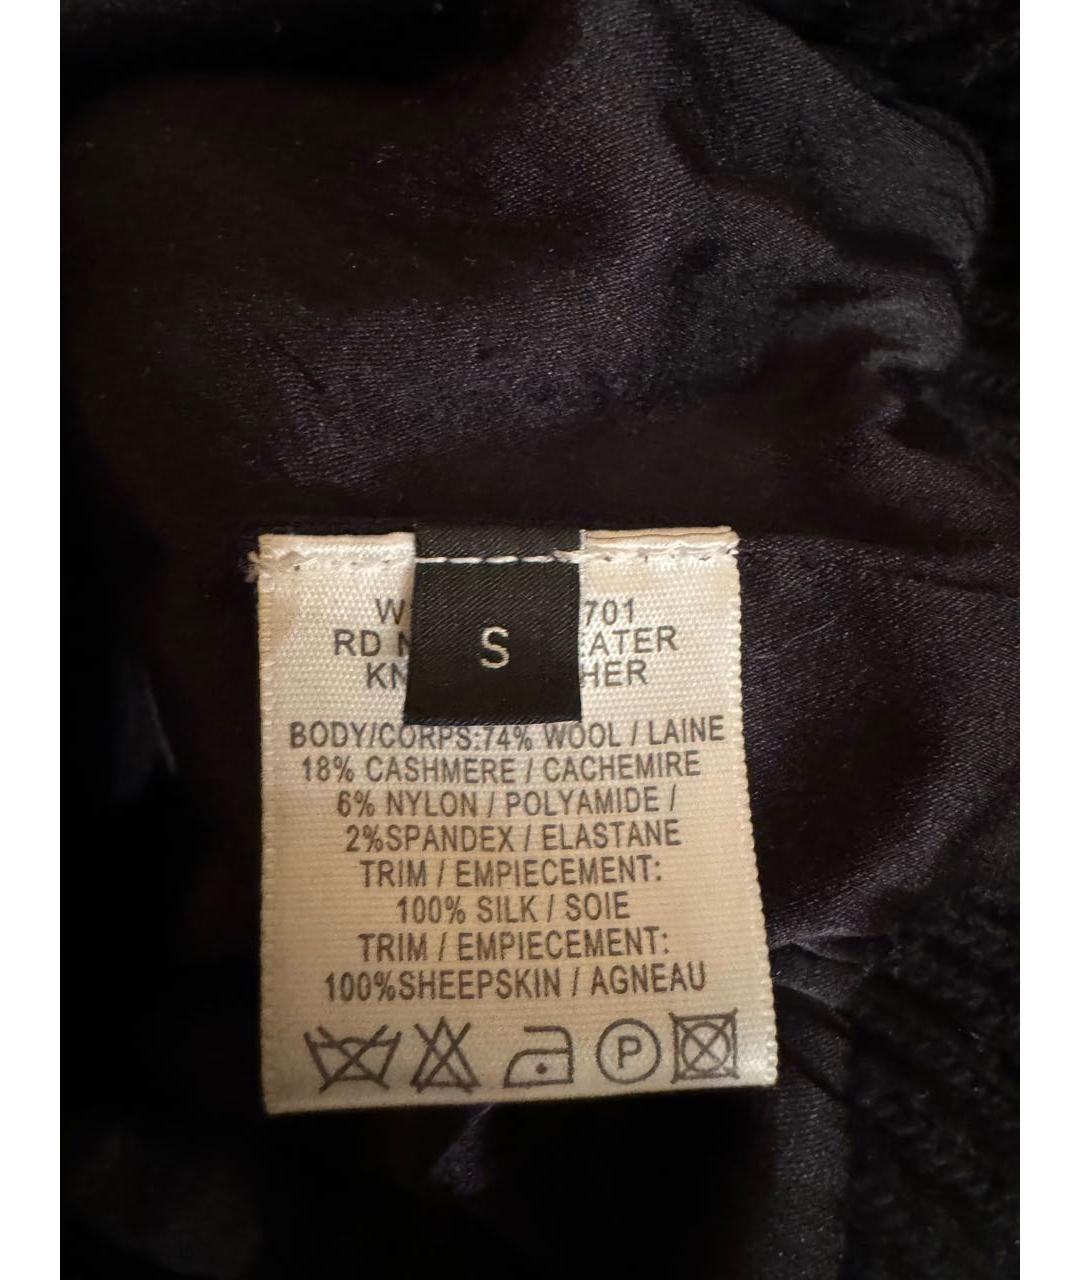 S
W 701
RD N ATER
KN HER
BODY/CORPS:74% WOOL / LAINE
18% CASHMERE / CACHEMIRE
6% NYLON / POLYAMIDE /
2%SPANDEX / ELASTANE
TRIM / EMPIECEMENT:
100% SILK / SOIE
TRIM / EMPIECEMENT:
100%SHEEPSKIN / AGNEAU
P